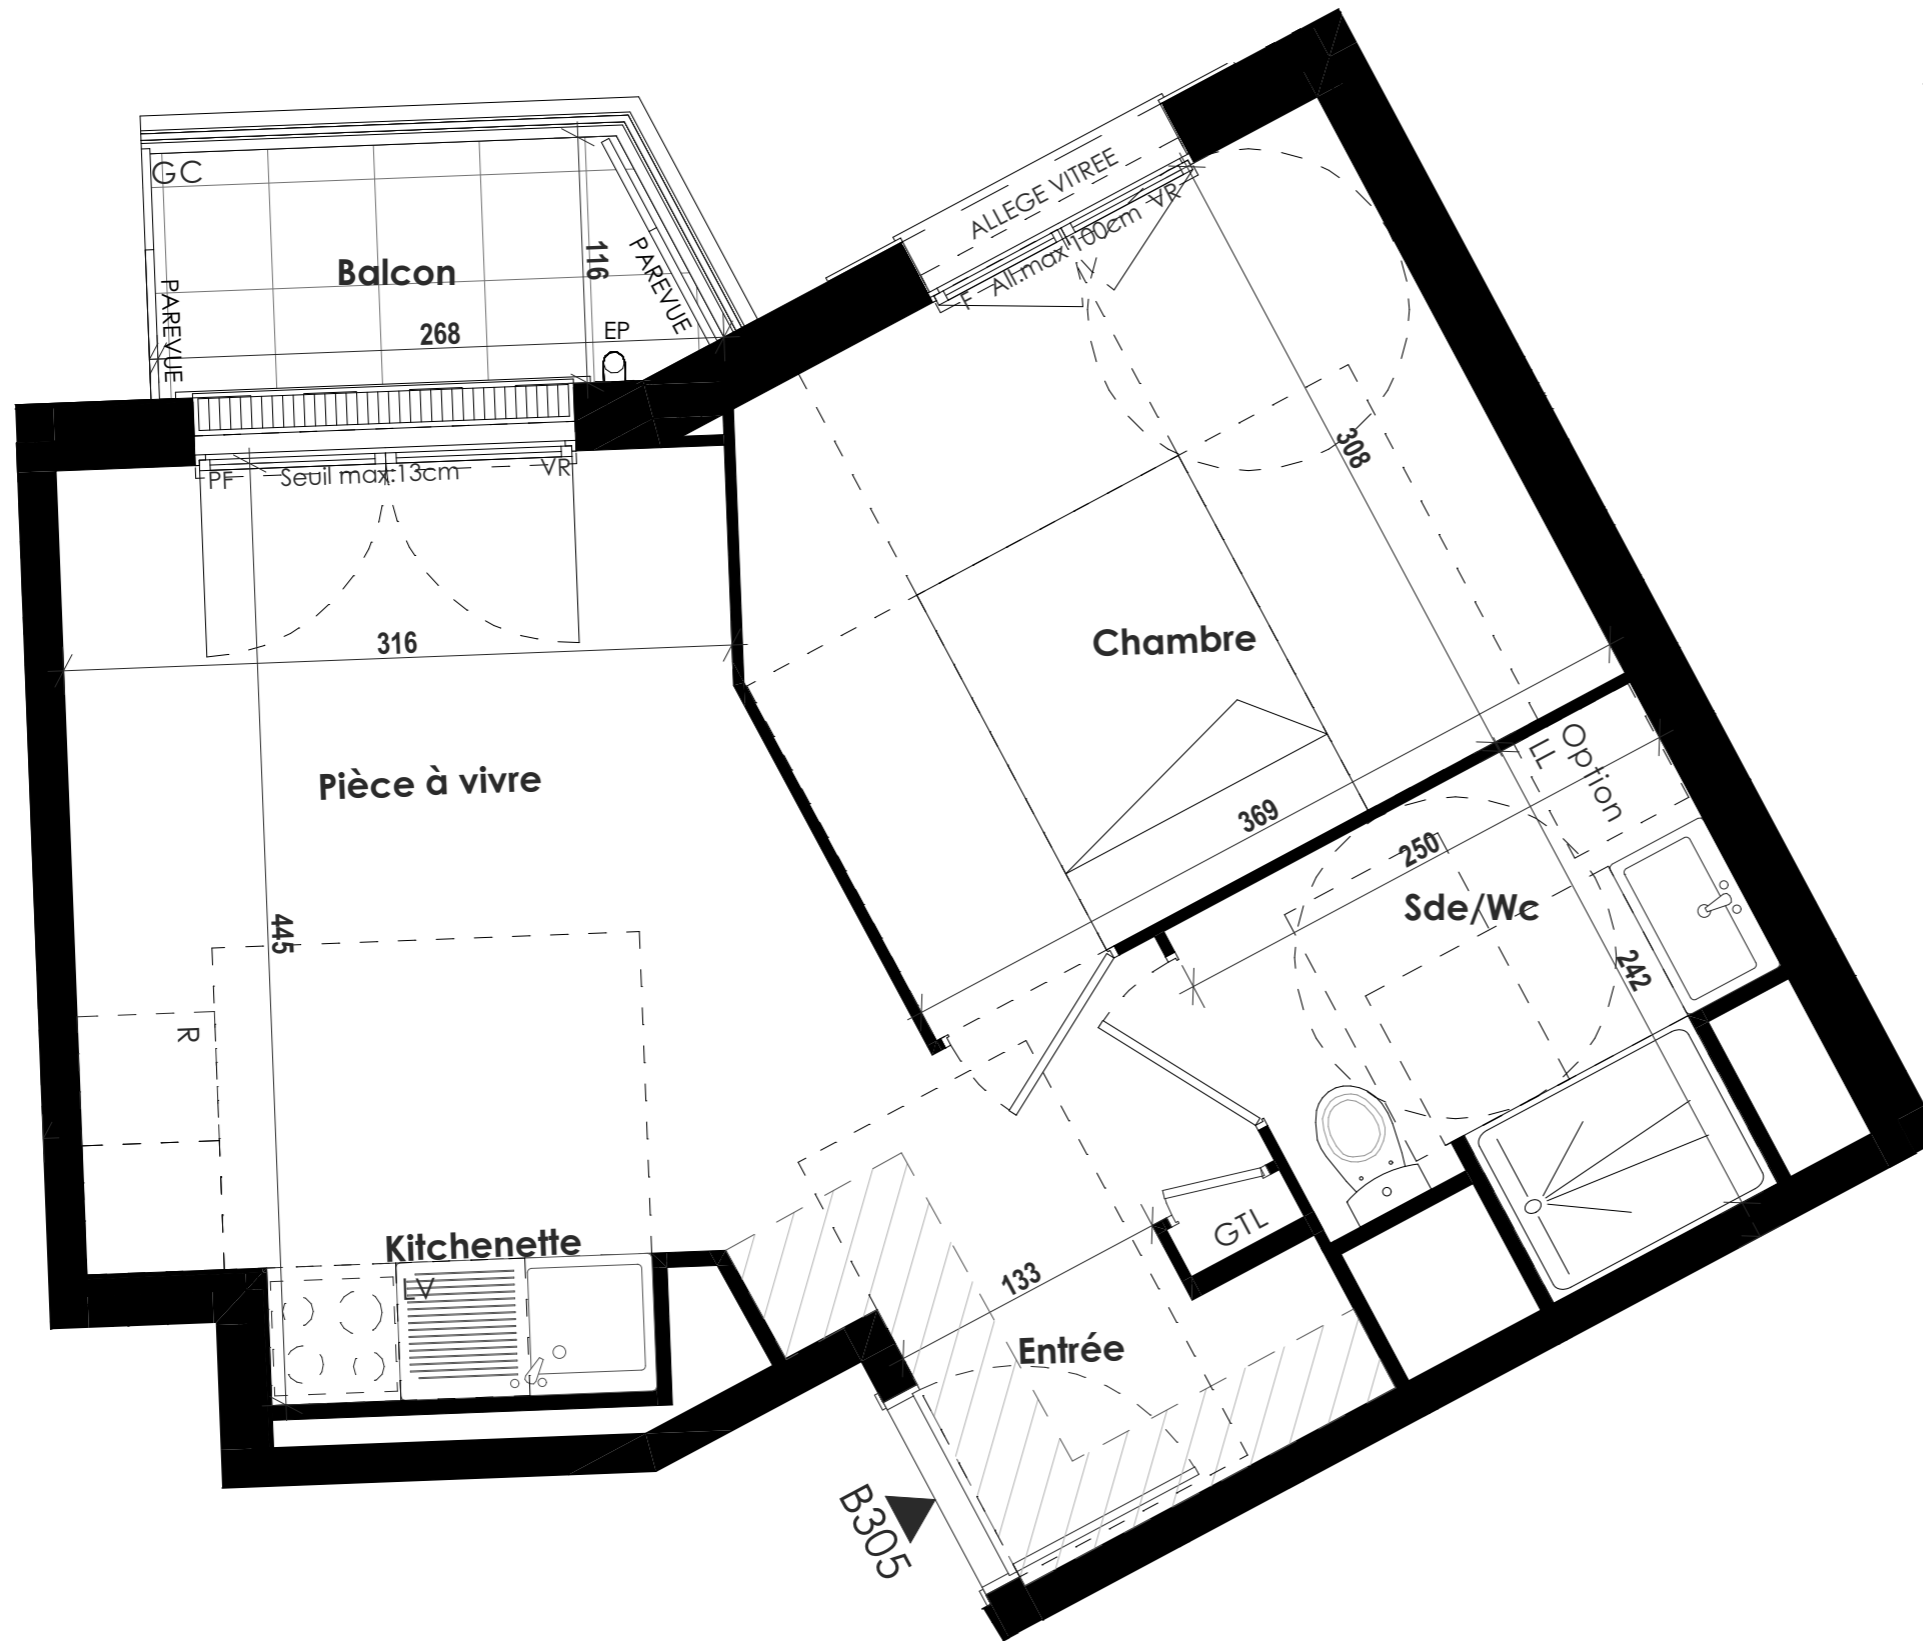 ALLEGE VITREE
All.max 100cm
VR
F
GC
Balcon
116
PAREVUE
PAREVUE
268
EP
PF
Seuil max:13cm
VR
308
316
Chambre
Option
LL
Pièce à vivre
369
250
Sde/Wc
445
242
R
GTL
Kitchenette
LV
133
Entrée
B305